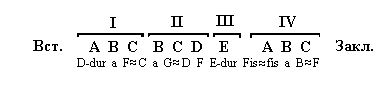 I II III IV
Вст. A B C B C D E A B C Закл.
D-dur a F≈C a G≈D F E-dur Fis≈fis a B≈F